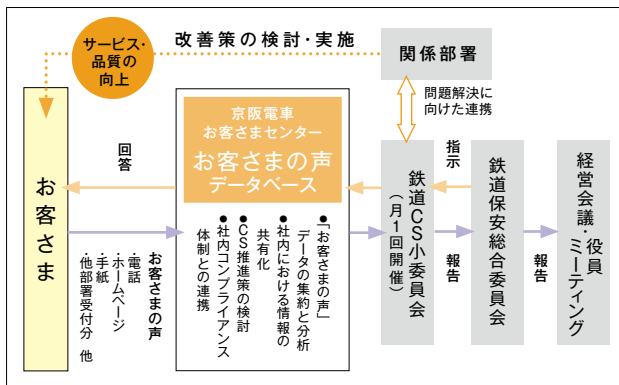 サービス・
品質の
向上
改善策の検討・実施
関係部署
問題解決に
向けた連携
お客さま
回答
お客さまの声
・電話
・ホームページ
・手紙
・他部署受付分 他
京阪電車
お客さまセンター
お客さまの声
データベース
●「お客さまの声」
データの集約と分析
●社内における情報の
共有化
●CS推進策の検討
●社内コンプライアンス
体制との連携
鉄道CS小委員会
(月1回開催)
指示
報告
鉄道保安総合委員会
報告
経営会議・役員
ミーティング